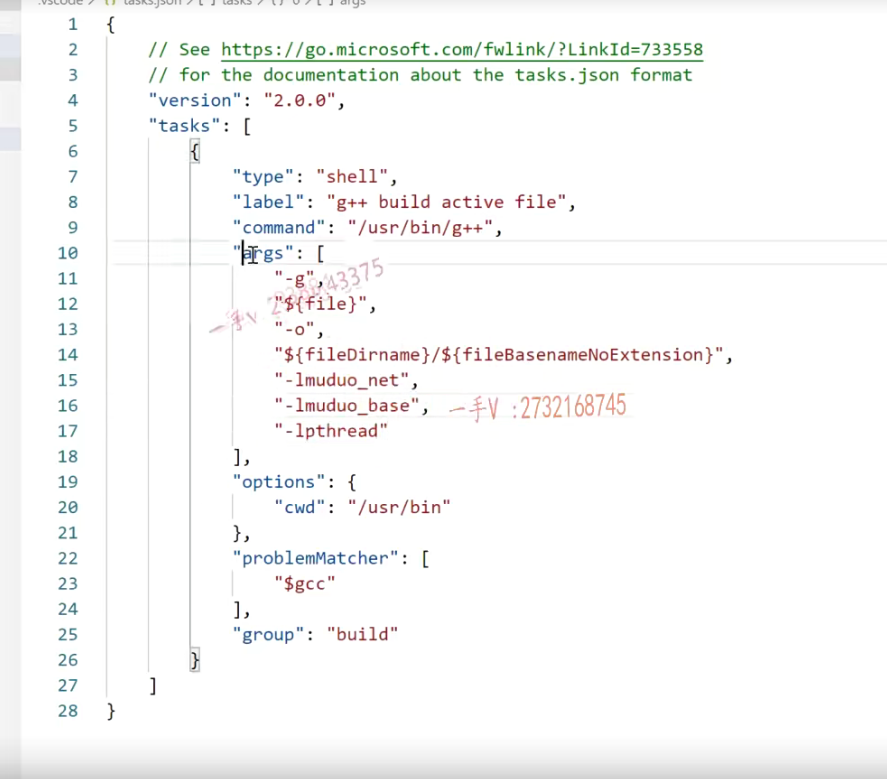 .vscode > {} tasks.json > [ ] tasks > {} 0 > [ ] args
1 {
2 // See https://go.microsoft.com/fwlink/?LinkId=733558
3 // for the documentation about the tasks.json format
4 "version": "2.0.0",
5 "tasks": [
6 {
7 "type": "shell",
8 "label": "g++ build active file",
9 "command": "/usr/bin/g++",
10 "args": [
11 "-g",
12 "${file}",
13 "-o",
14 "${fileDirname}/${fileBasenameNoExtension}",
15 "-lmuduo_net",
16 "-lmuduo_base", 一手V :2732168745
17 "-lpthread"
18 ],
19 "options": {
20 "cwd": "/usr/bin"
21 },
22 "problemMatcher": [
23 "$gcc"
24 ],
25 "group": "build"
26 }
27 ]
28 }
一手V